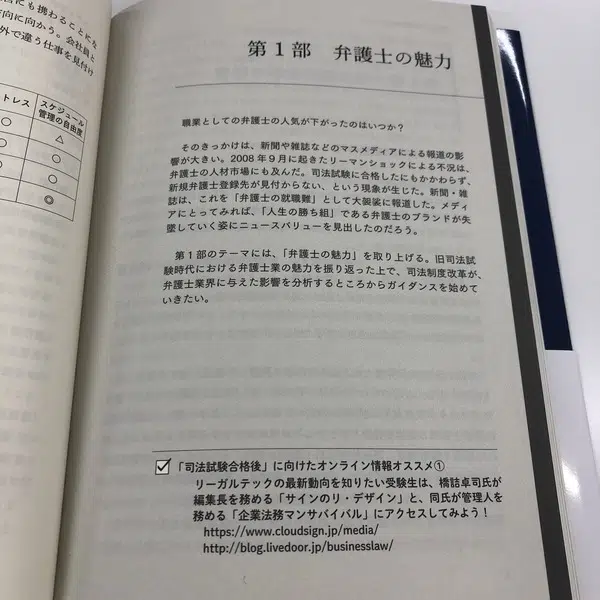 にも携わることにな
方向に向かう。会社員と
外で違う仕事を見付け
トレス
スケジュール
管理の自由度
○
△
○
○
○
○
◎
第1部 弁護士の魅力
職業としての弁護士の人気が下がったのはいつか？
そのきっかけは、新聞や雑誌などのマスメディアによる報道の影
響が大きい。2008年9月に起きたリーマンショックによる不況は、
弁護士の人材市場にも及んだ。司法試験に合格したにもかかわらず、
新規弁護士登録先が見付からない、という現象が生じた。新聞・雑
誌は、これを「弁護士の就職難」として大袈裟に報道した。メディ
アにとってみれば、「人生の勝ち組」である弁護士のブランドが失
墜していく姿にニュースバリューを見出したのだろう。
第1部のテーマには、「弁護士の魅力」を取り上げる。旧司法試
験時代における弁護士業の魅力を振り返った上で、司法制度改革が、
弁護士業界に与えた影響を分析するところからガイダンスを始めて
いきたい。
「司法試験合格後」に向けたオンライン情報オススメ①
リーガルテックの最新動向を知りたい受験生は、橋詰卓司氏が
編集長を務める「サインのリ・デザイン」と、同氏が管理人を
務める「企業法務マンサバイバル」にアクセスしてみよう！
https://www.cloudsign.jp/media/
http://blog.livedoor.jp/businesslaw/